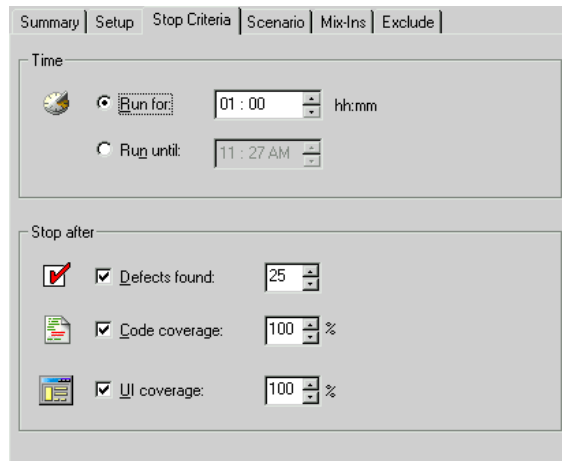 Summary Setup Stop Criteria Scenario Mix-Ins Exclude
Time
Run for: 01 : 00 hh:mm
Run until: 11 : 27 AM
Stop after
Defects found: 25
Code coverage: 100 %
UI coverage: 100 %